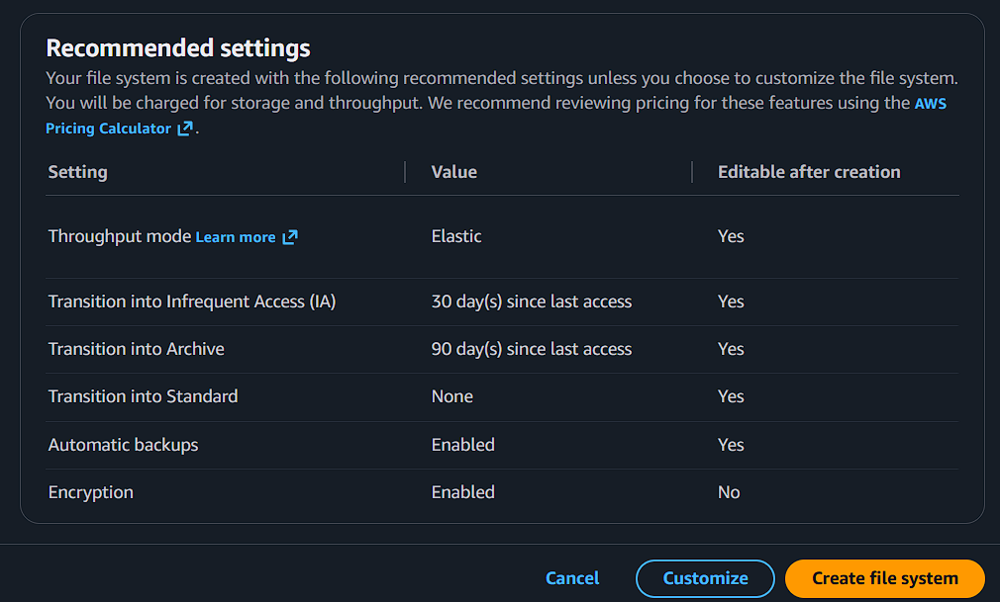 Recommended settings
Your file system is created with the following recommended settings unless you choose to customize the file system.
You will be charged for storage and throughput. We recommend reviewing pricing for these features using the AWS
Pricing Calculator.
Setting Value Editable after creation
Throughput mode Learn more Elastic Yes
Transition into Infrequent Access (IA) 30 day(s) since last access Yes
Transition into Archive 90 day(s) since last access Yes
Transition into Standard None Yes
Automatic backups Enabled Yes
Encryption Enabled No
Cancel Customize Create file system